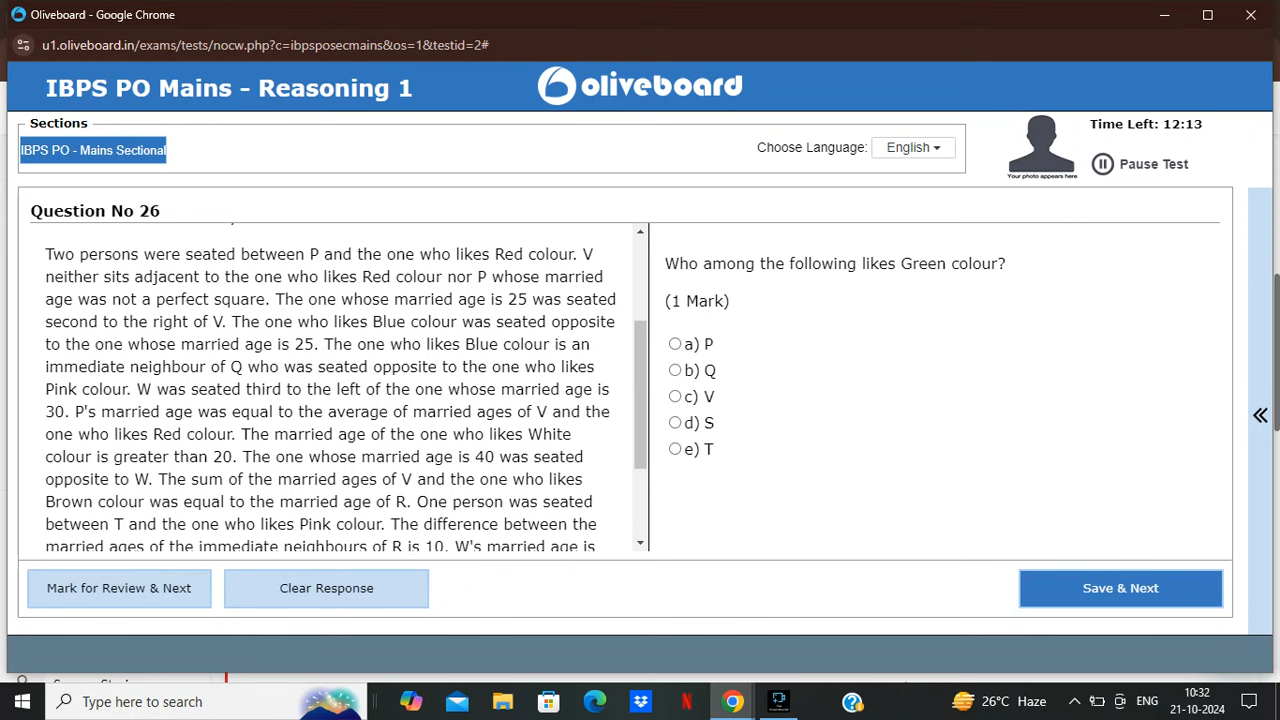 Oliveboard - Google Chrome
u1.oliveboard.in/exams/tests/nocw.php?c=ibpsposecmains&os=1&testid=2#
IBPS PO Mains - Reasoning 1
oliveboard
Sections
IBPS PO - Mains Sectional
Choose Language:
English
Your photo appears here
Time Left: 12:13
Pause Test
Question No 26
Two persons were seated between P and the one who likes Red colour. V
neither sits adjacent to the one who likes Red colour nor P whose married
age was not a perfect square. The one whose married age is 25 was seated
second to the right of V. The one who likes Blue colour was seated opposite
to the one whose married age is 25. The one who likes Blue colour is an
immediate neighbour of Q who was seated opposite to the one who likes
Pink colour. W was seated third to the left of the one whose married age is
30. P's married age was equal to the average of married ages of V and the
one who likes Red colour. The married age of the one who likes White
colour is greater than 20. The one whose married age is 40 was seated
opposite to W. The sum of the married ages of V and the one who likes
Brown colour was equal to the married age of R. One person was seated
between T and the one who likes Pink colour. The difference between the
married ages of the immediate neighbours of R is 10. W's married age is
Who among the following likes Green colour?
(1 Mark)
a) P
b) Q
c) V
d) S
e) T
«
Mark for Review & Next
Clear Response
Save & Next
Type here to search
26°C Haze
ENG
10:32
21-10-2024